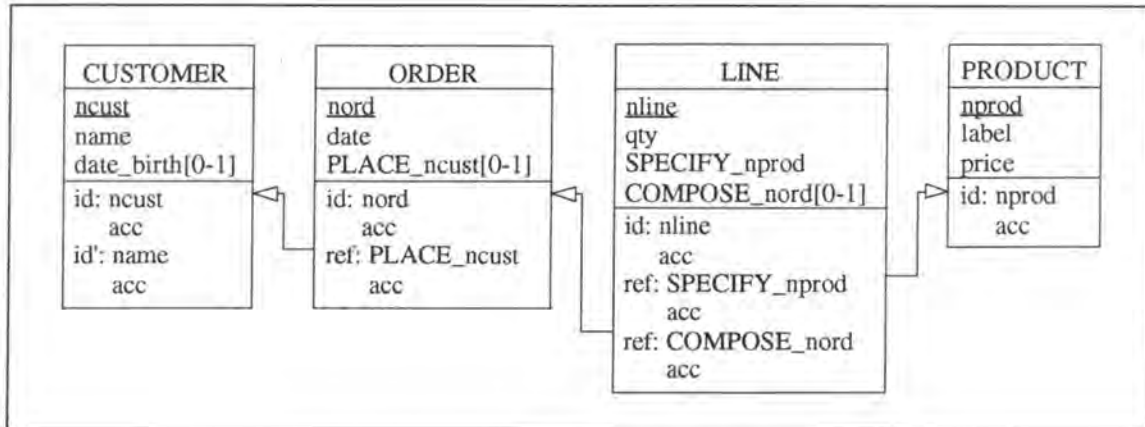 CUSTOMER
ncust
name
date_birth[0-1]
id: ncust
acc
id': name
acc
ORDER
nord
date
PLACE_ncust[0-1]
id: nord
acc
ref: PLACE_ncust
acc
LINE
nline
qty
SPECIFY_nprod
COMPOSE_nord[0-1]
id: nline
acc
ref: SPECIFY_nprod
acc
ref: COMPOSE_nord
acc
PRODUCT
nprod
label
price
id: nprod
acc